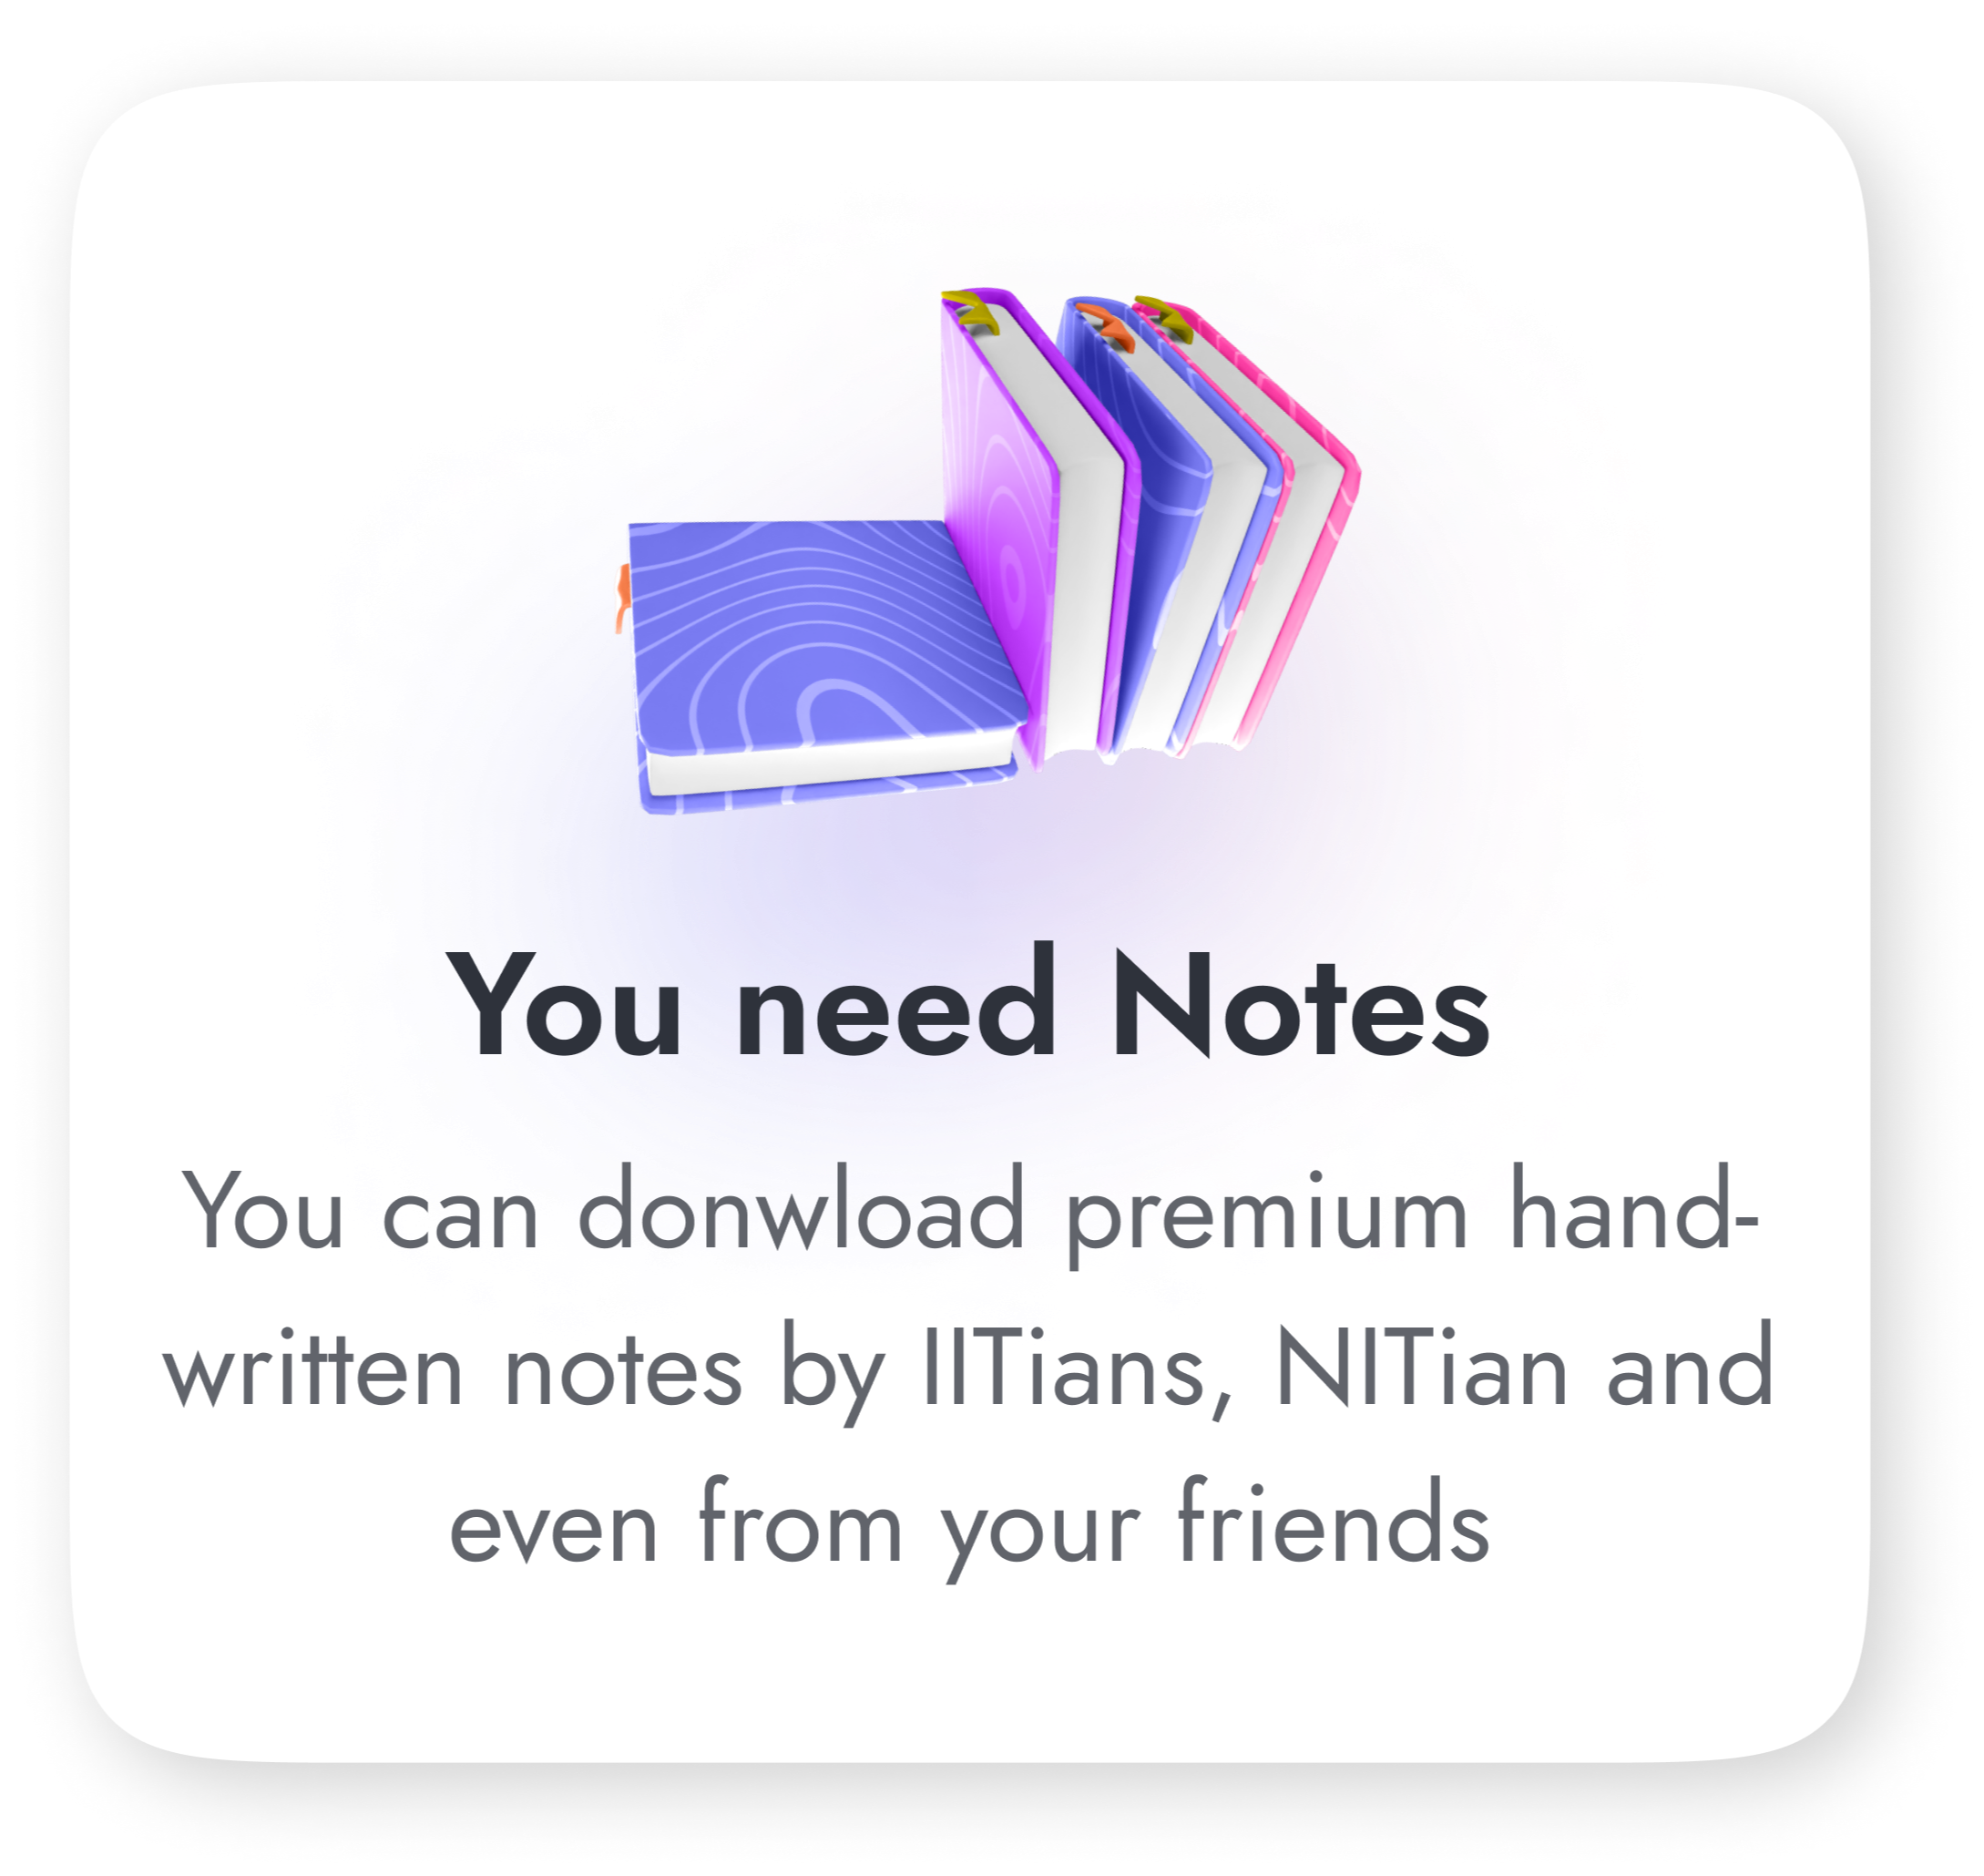 You need Notes
You can donwload premium hand-
written notes by IITians, NITian and
even from your friends